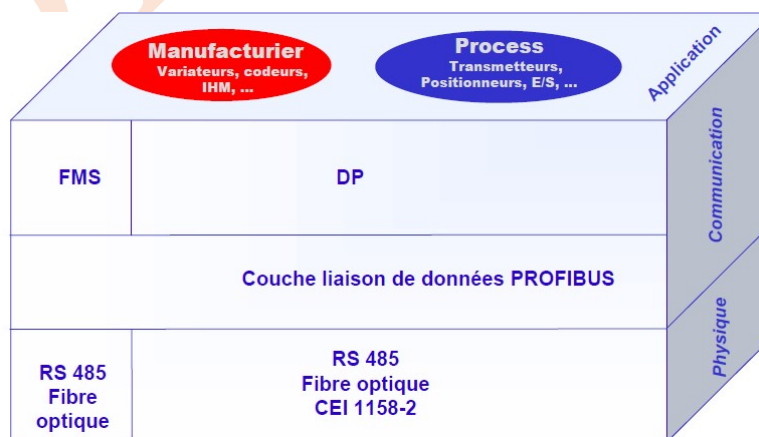 Manufacturier
Variateurs, codeurs,
IHM, ...
Process
Transmetteurs,
Positionneurs, E/S, ...
Application
FMS
DP
Communication
Couche liaison de données PROFIBUS
RS 485
Fibre
optique
RS 485
Fibre optique
CEI 1158-2
Physique